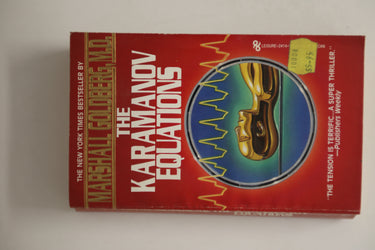 THE NEW YORK TIMES BESTSELLER BY
MARSHALL GOLDBERG, M.D.
THE
KARAMANOV
EQUATIONS
"THE TENSION IS TERRIFIC...A SUPER THRILLER."
—Publishers Weekly
LEISURE